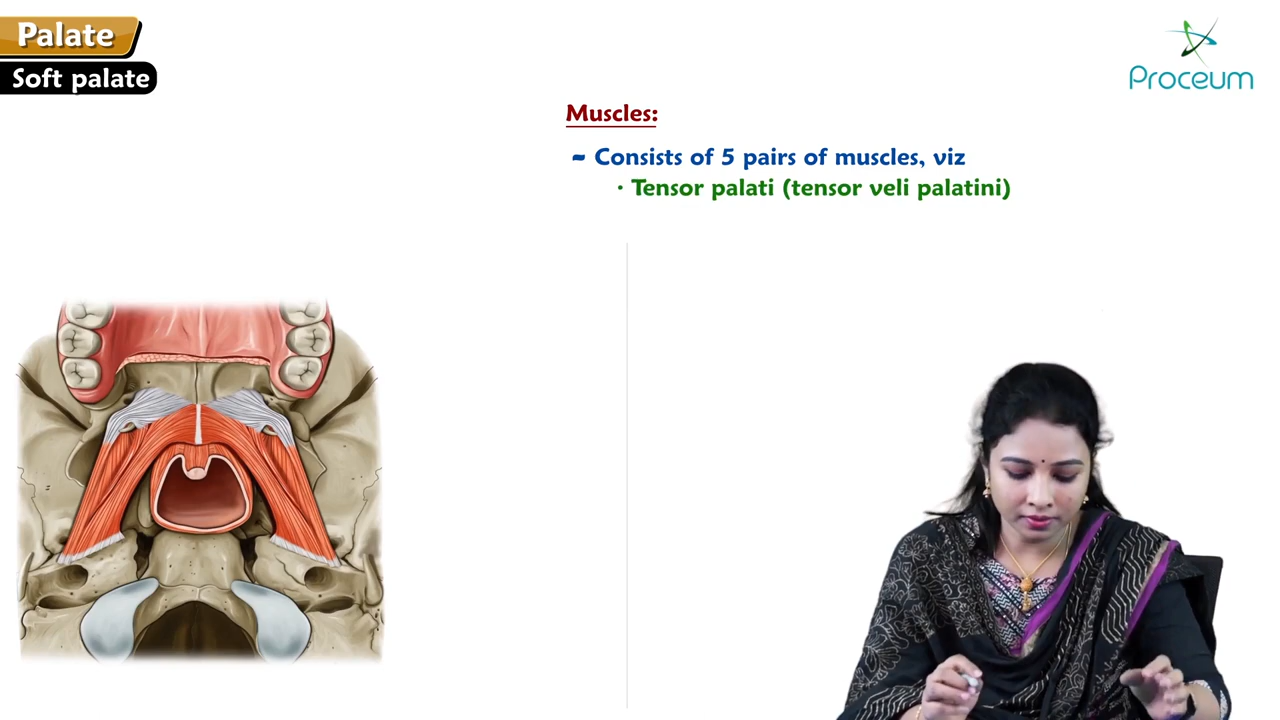 Palate
Soft palate
Proceum
Muscles:
~ Consists of 5 pairs of muscles, viz
• Tensor palati (tensor veli palatini)